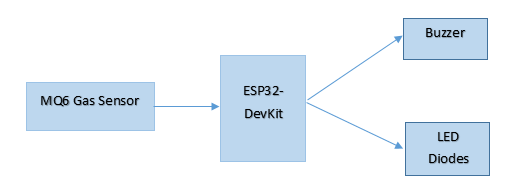 Buzzer
MQ6 Gas Sensor
ESP32-
DevKit
LED
Diodes